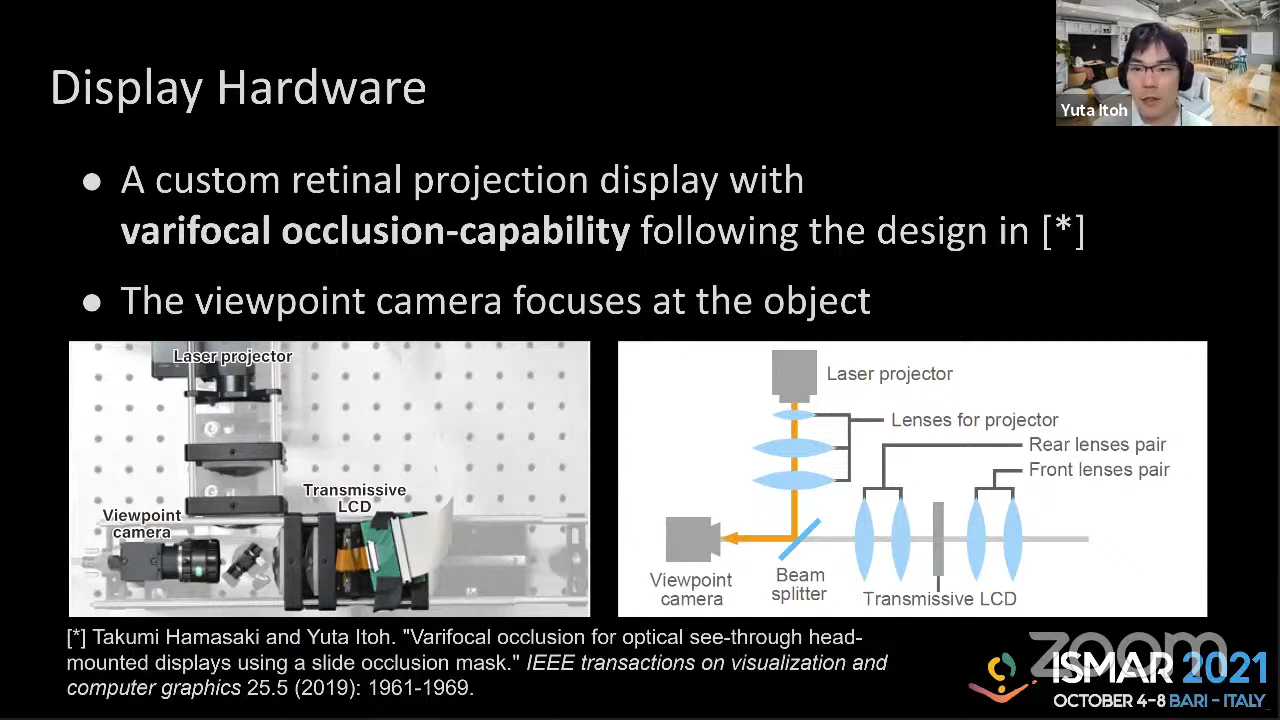 Display Hardware
Yuta Itoh
● A custom retinal projection display with
varifocal occlusion-capability following the design in [*]
● The viewpoint camera focuses at the object
Laser projector
Transmissive
LCD
Viewpoint
camera
Laser projector
Lenses for projector
Rear lenses pair
Front lenses pair
Viewpoint
camera
Beam
splitter
Transmissive LCD
[*] Takumi Hamasaki and Yuta Itoh. "Varifocal occlusion for optical see-through head-
mounted displays using a slide occlusion mask." IEEE transactions on visualization and
computer graphics 25.5 (2019): 1961-1969.
zoom
ISMAR 2021
OCTOBER 4-8 BARI - ITALY